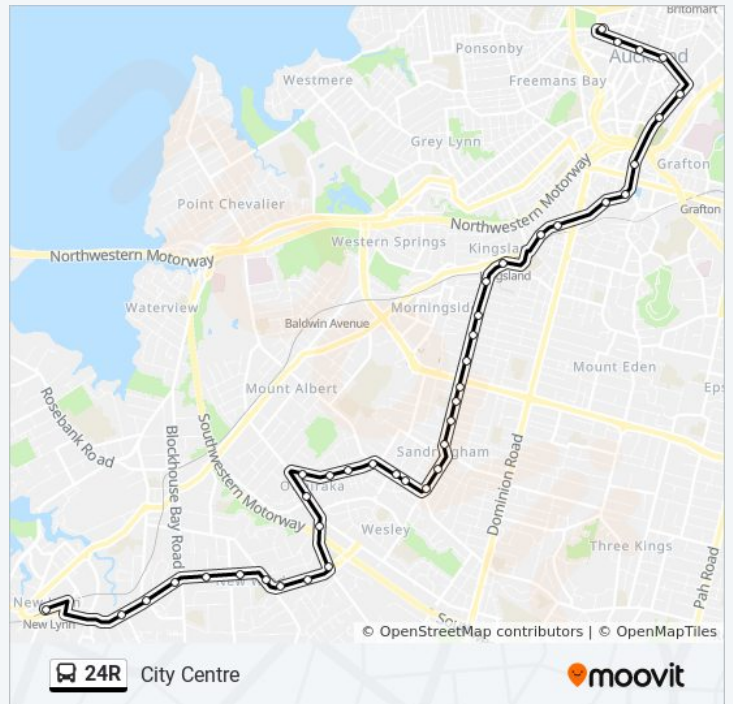 Britomart
Ponsonby
Auckland
Westmere
Freemans Bay
Grey Lynn
Grafton
Northwestern Motorway
Point Chevalier
Grafton
Western Springs
Kingsland
Northwestern Motorway
Kingsland
Waterview
Morningside
Baldwin Avenue
Mount Eden
Rosebank Road
Mount Albert
Eps
Blockhouse Bay Road
Southwestern Motorway
Sandringham
Dominion Road
Owairaka
Wesley
Three Kings
Pah Road
New Lynn
New Lynn
© OpenStreetMap contributors | © OpenMapTiles
24R City Centre
moovit